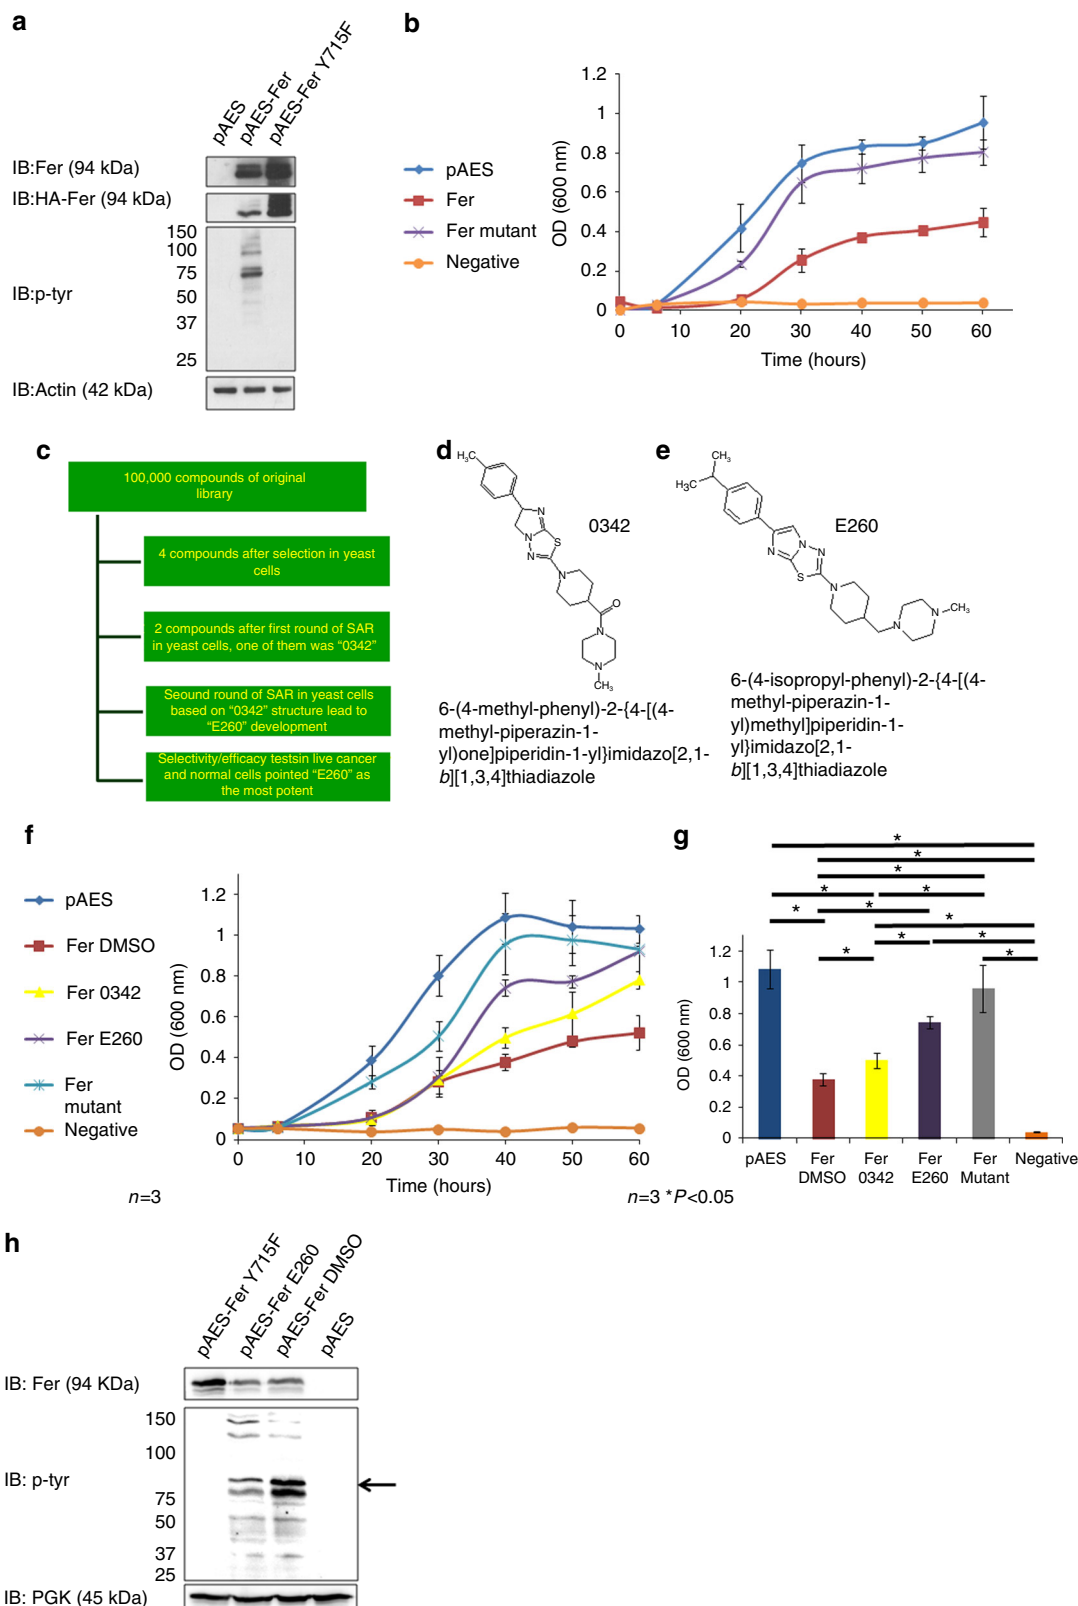 a
pAES
pAES-Fer
pAES-Fer Y715F
IB:Fer (94 kDa)
IB:HA-Fer (94 kDa)
150
100
75
50
37
25
IB:p-tyr
IB:Actin (42 kDa)
b
pAES
Fer
Fer mutant
Negative
OD (600 nm)
1.2
1
0.8
0.6
0.4
0.2
0
0 10 20 30 40 50 60
Time (hours)
c
100,000 compounds of original
library
4 compounds after selection in yeast
cells
2 compounds after first round of SAR
in yeast cells, one of them was “0342”
Seound round of SAR in yeast cells
based on “0342” structure lead to
“E260” development
Selectivity/efficacy testsin live cancer
and normal cells pointed “E260” as
the most potent
d
H₃C
N
N
S
N
N
O
N
N
CH₃
0342
6-(4-methyl-phenyl)-2-{4-[(4-
methyl-piperazin-1-
yl)one]piperidin-1-yl}imidazo[2,1-
b][1,3,4]thiadiazole
e
CH₃
H₃C
N
N
N
S
N
N
N
CH₃
E260
6-(4-isopropyl-phenyl)-2-{4-[(4-
methyl-piperazin-1-
yl)methyl]piperidin-1-
yl}imidazo[2,1-
b][1,3,4]thiadiazole
f
pAES
Fer DMSO
Fer 0342
Fer E260
Fer
mutant
Negative
OD (600 nm)
1.2
1
0.8
0.6
0.4
0.2
0
0 10 20 30 40 50 60
Time (hours)
n=3
g
*
*
*
* *
* *
*
* *
* *
OD (600 nm)
1.2
1
0.8
0.6
0.4
0.2
0
pAES Fer Fer Fer Fer Negative
DMSO 0342 E260 Mutant
n=3 *P<0.05
h
pAES-Fer Y715F
pAES-Fer E260
pAES-Fer DMSO
pAES
IB: Fer (94 KDa)
150
100
75
50
37
25
IB: p-tyr
IB: PGK (45 kDa)